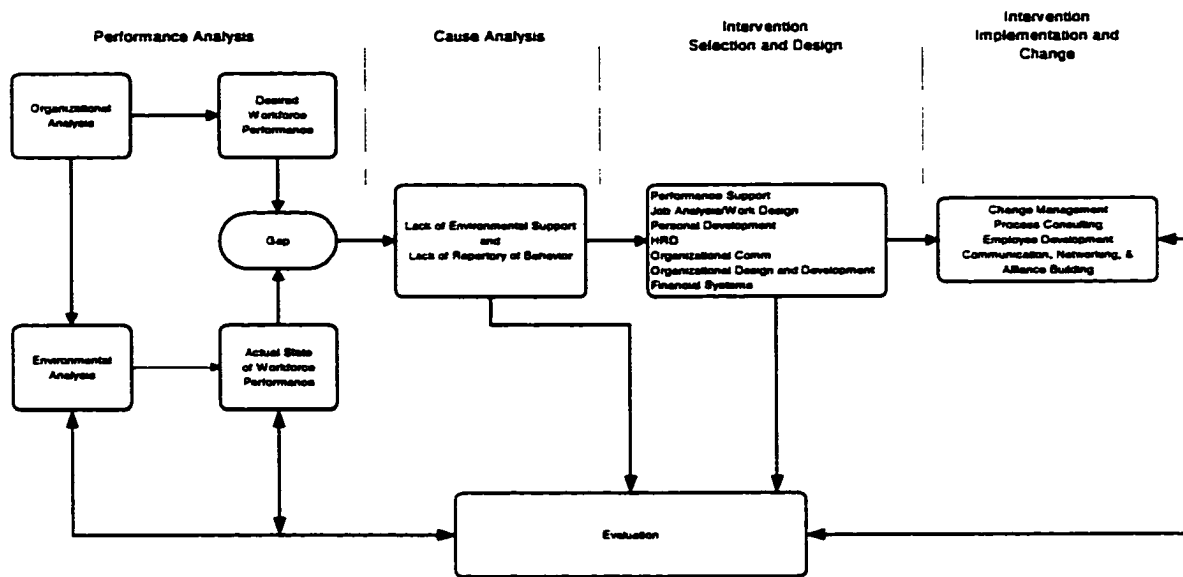 Performance Analysis
Cause Analysis
Intervention
Selection and Design
Intervention
Implementation and
Change
Organizational
Analysis
Desired
Workforce
Performance
Gap
Environmental
Analysis
Actual State
of Workforce
Performance
Lack of Environmental Support
and
Lack of Repertory of Behavior
Performance Support
Job Analysis/Work Design
Personal Development
HRD
Organizational Comm
Organizational Design and Development
Financial Systems
Change Management
Process Consulting
Employee Development
Communication, Networking, &
Alliance Building
Evaluation